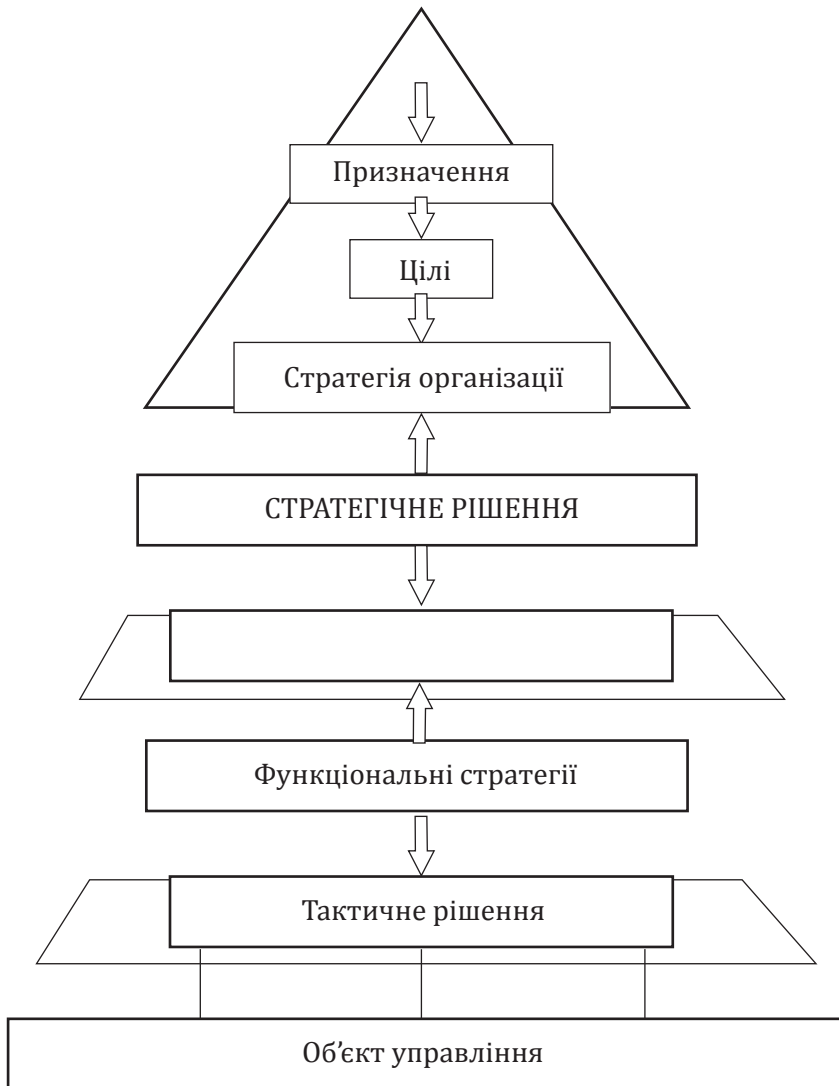 Призначення
Цілі
Стратегія організації
СТРАТЕГІЧНЕ РІШЕННЯ
Функціональні стратегії
Тактичне рішення
Об’єкт управління